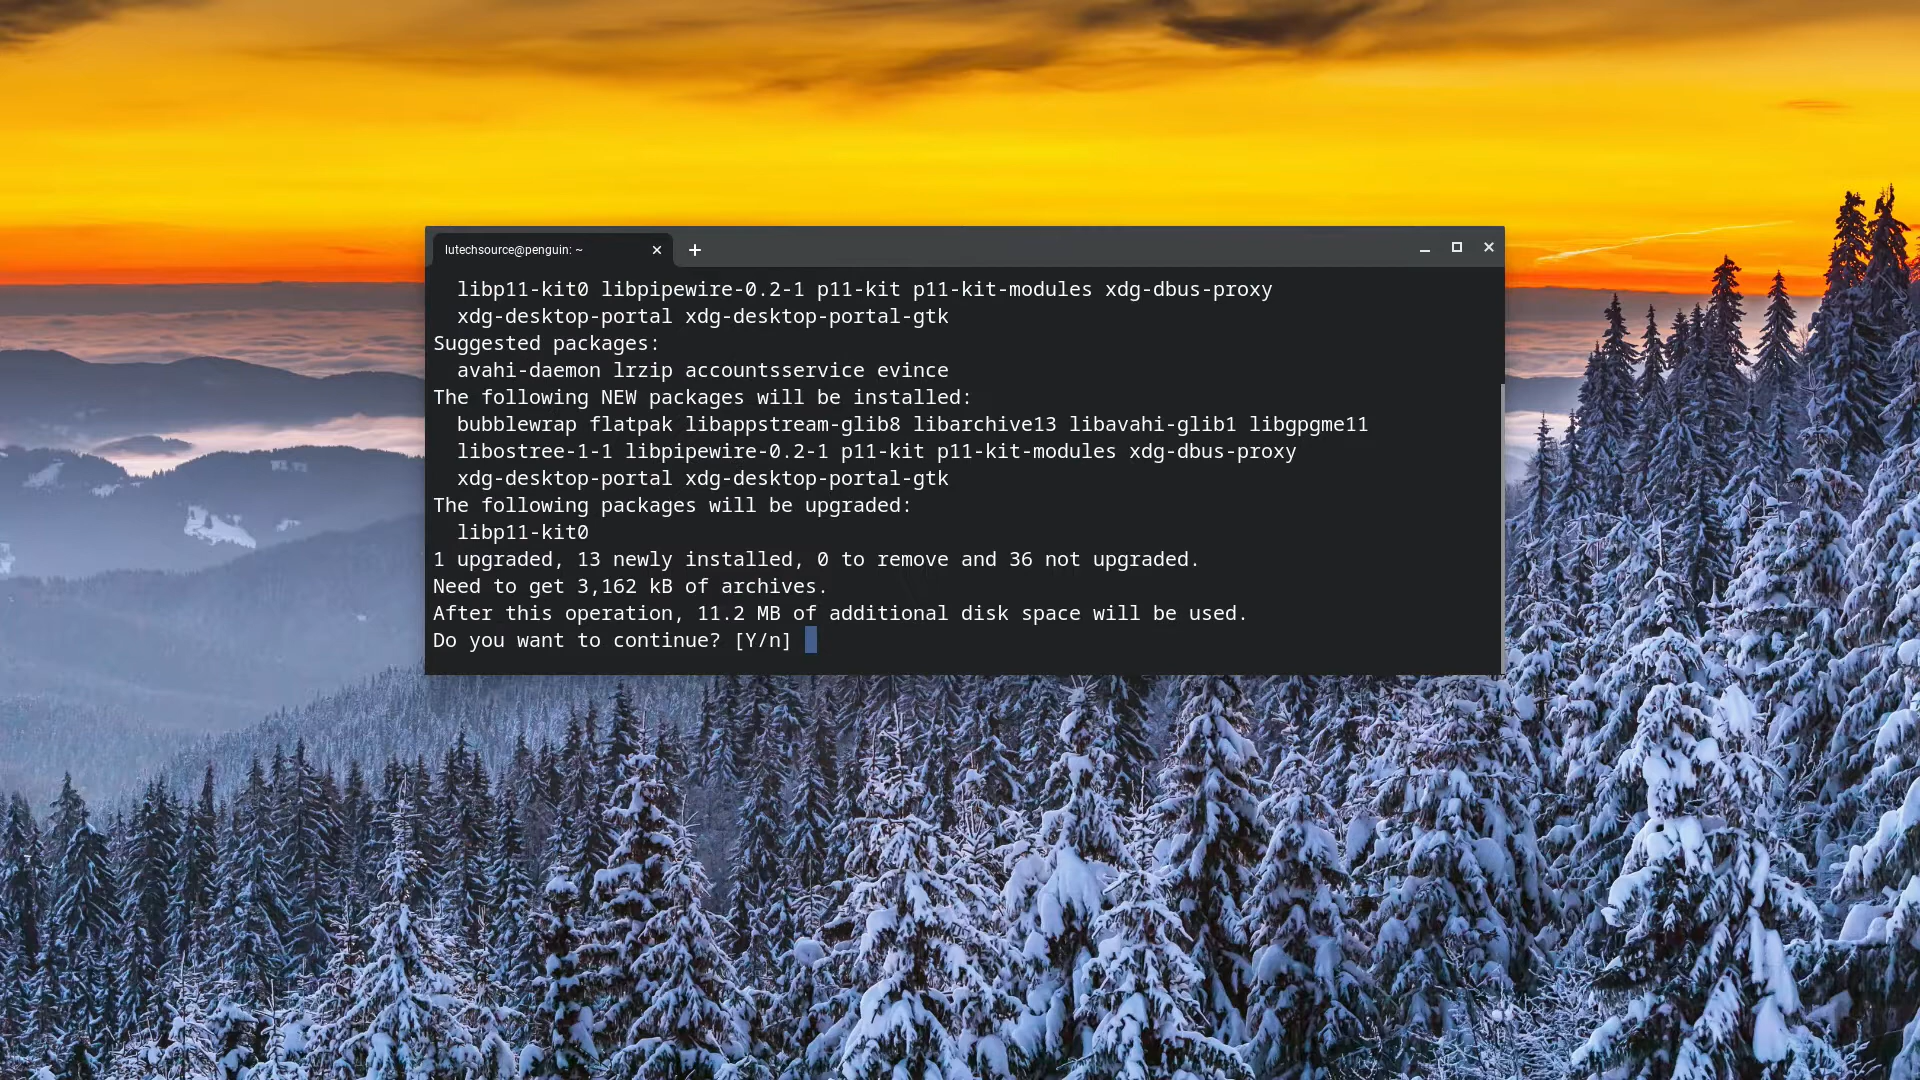 lutechsource@penguin: ~
libp11-kit0 libpipewire-0.2-1 p11-kit p11-kit-modules xdg-dbus-proxy
xdg-desktop-portal xdg-desktop-portal-gtk
Suggested packages:
avahi-daemon lrzip accountsservice evince
The following NEW packages will be installed:
bubblewrap flatpak libappstream-glib8 libarchive13 libavahi-glib1 libgpgme11
libostree-1-1 libpipewire-0.2-1 p11-kit p11-kit-modules xdg-dbus-proxy
xdg-desktop-portal xdg-desktop-portal-gtk
The following packages will be upgraded:
libp11-kit0
1 upgraded, 13 newly installed, 0 to remove and 36 not upgraded.
Need to get 3,162 kB of archives.
After this operation, 11.2 MB of additional disk space will be used.
Do you want to continue? [Y/n]